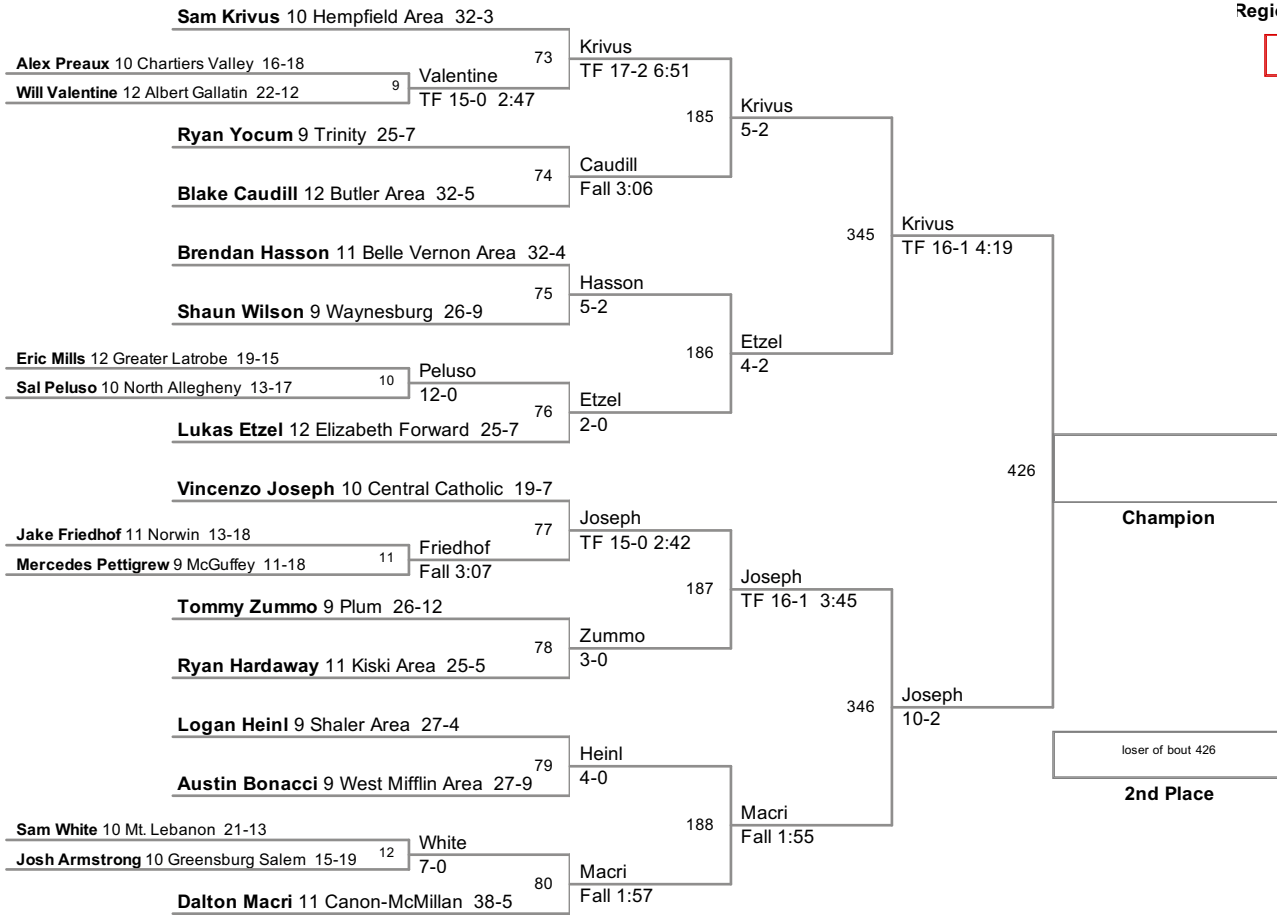 Sam Krivus 10 Hempfield Area 32-3
Regi
73
Krivus
TF 17-2 6:51
Alex Preaux 10 Chartiers Valley 16-18
Will Valentine 12 Albert Gallatin 22-12
9
Valentine
TF 15-0 2:47
185
Krivus
5-2
Ryan Yocum 9 Trinity 25-7
74
Caudill
Fall 3:06
Blake Caudill 12 Butler Area 32-5
345
Krivus
TF 16-1 4:19
Brendan Hasson 11 Belle Vernon Area 32-4
75
Hasson
5-2
Shaun Wilson 9 Waynesburg 26-9
186
Etzel
4-2
Eric Mills 12 Greater Latrobe 19-15
Sal Peluso 10 North Allegheny 13-17
10
Peluso
12-0
76
Etzel
2-0
Lukas Etzel 12 Elizabeth Forward 25-7
426
Champion
Vincenzo Joseph 10 Central Catholic 19-7
77
Joseph
TF 15-0 2:42
Jake Friedhof 11 Norwin 13-18
Mercedes Pettigrew 9 McGuffey 11-18
11
Friedhof
Fall 3:07
187
Joseph
TF 16-1 3:45
Tommy Zummo 9 Plum 26-12
78
Zummo
3-0
Ryan Hardaway 11 Kiski Area 25-5
346
Joseph
10-2
Logan Heinl 9 Shaler Area 27-4
79
Heinl
4-0
Austin Bonacci 9 West Mifflin Area 27-9
loser of bout 426
2nd Place
188
Macri
Fall 1:55
Sam White 10 Mt. Lebanon 21-13
Josh Armstrong 10 Greensburg Salem 15-19
12
White
7-0
80
Macri
Fall 1:57
Dalton Macri 11 Canon-McMillan 38-5